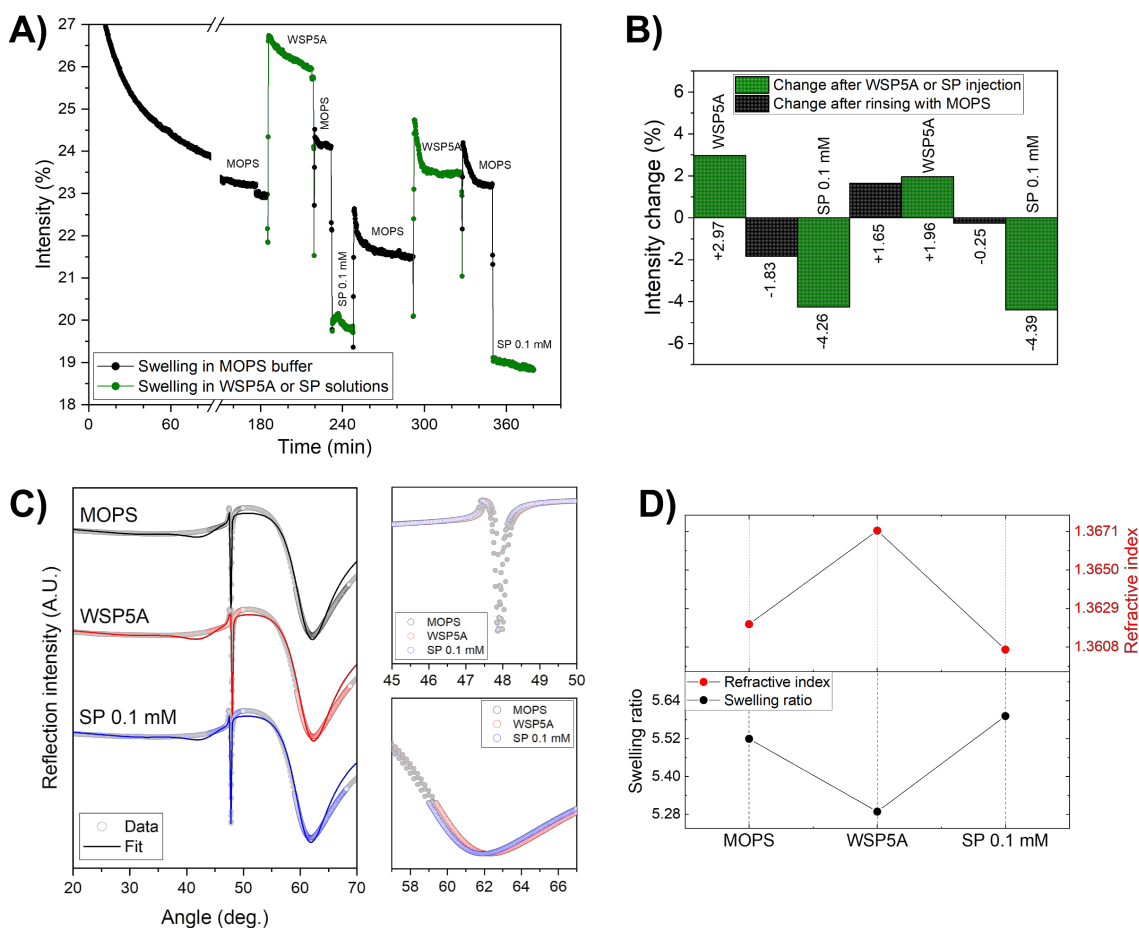 A)
27
26
25
24
23
22
21
20
19
18
Intensity (%)
0
60
180
240
300
360
Time (min)
MOPS
WSP5A
MOPS
SP 0.1 mM
MOPS
WSP5A
MOPS
SP 0.1 mM
Swelling in MOPS buffer
Swelling in WSP5A or SP solutions
B)
6
4
2
0
-2
-4
-6
Intensity change (%)
Change after WSP5A or SP injection
Change after rinsing with MOPS
WSP5A
SP 0.1 mM
WSP5A
SP 0.1 mM
+2.97
-1.83
-4.26
+1.65
+1.96
-0.25
-4.39
C)
Reflection intensity (A.U.)
MOPS
WSP5A
SP 0.1 mM
Data
Fit
20
30
40
50
60
70
Angle (deg.)
MOPS
WSP5A
SP 0.1 mM
45
46
47
48
49
50
MOPS
WSP5A
SP 0.1 mM
58
60
62
64
66
D)
1.3671
1.3650
1.3629
1.3608
Refractive index
Refractive index
Swelling ratio
5.64
5.52
5.40
5.28
Swelling ratio
MOPS
WSP5A
SP 0.1 mM